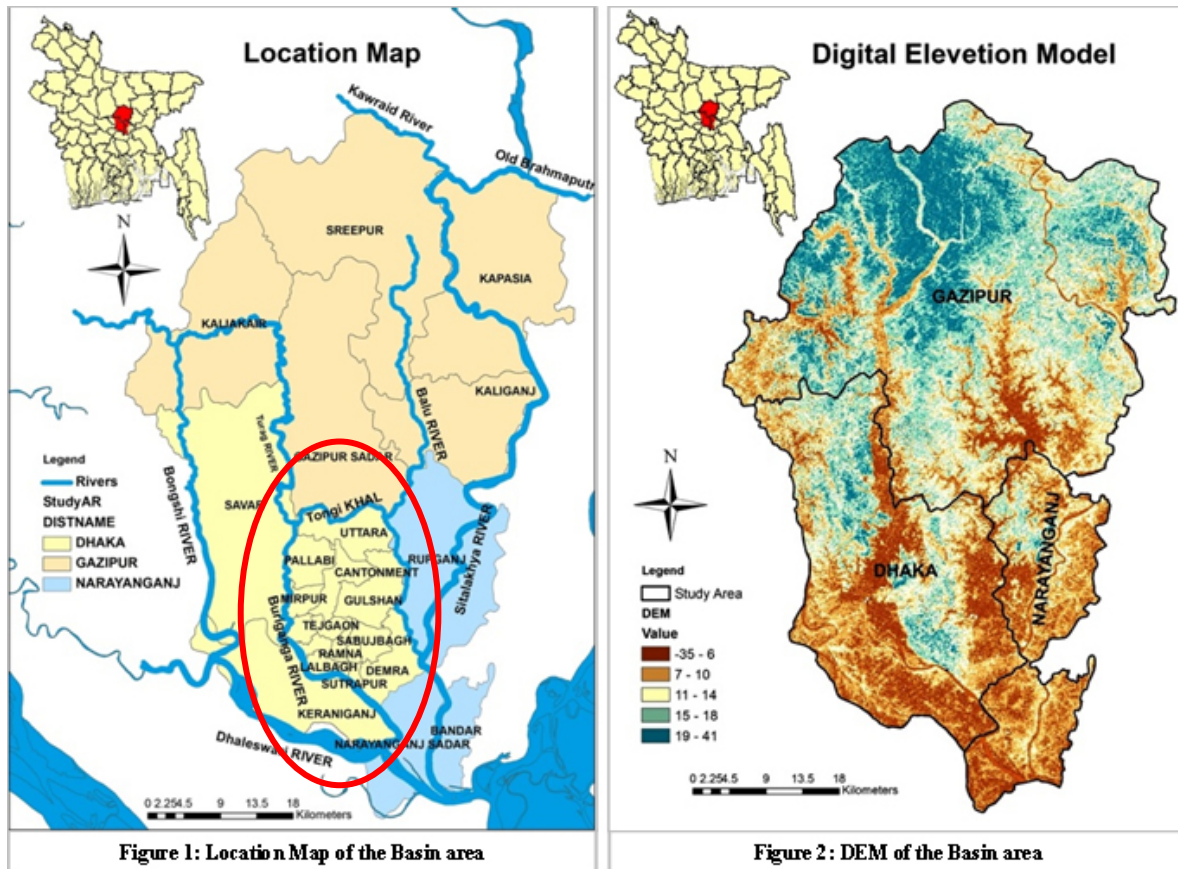 Location Map
Kawraid River
Old Brahmaputr
N
SREEPUR
KAPASIA
KALIAKAIR
KALIGANJ
Balu RIVER
Turag RIVER
GAZIPUR SADAR
Bongshi RIVER
SAVAR
Tongi KHAL
UTTARA
PALLABI
CANTONMENT
RUPGANJ
Sitalakhya RIVER
MIRPUR
GULSHAN
Buriganga RIVER
TEJGAON
SABUJBAGH
RAMNA
LALBAGH
DEMRA
SUTRAPUR
KERANIGANJ
BANDAR
NARAYANGANJ SADAR
Dhaleswari RIVER
Legend
Rivers
StudyAR
DISTNAME
DHAKA
GAZIPUR
NARAYANGANJ
0 2.25 4.5 9 13.5 18
Kilometers
Figure 1: Location Map of the Basin area
Digital Elevetion Model
N
GAZIPUR
DHAKA
NARAYANGANJ
Legend
Study Area
DEM
Value
-35 - 6
7 - 10
11 - 14
15 - 18
19 - 41
0 2.25 4.5 9 13.5 18
Kilometers
Figure 2: DEM of the Basin area